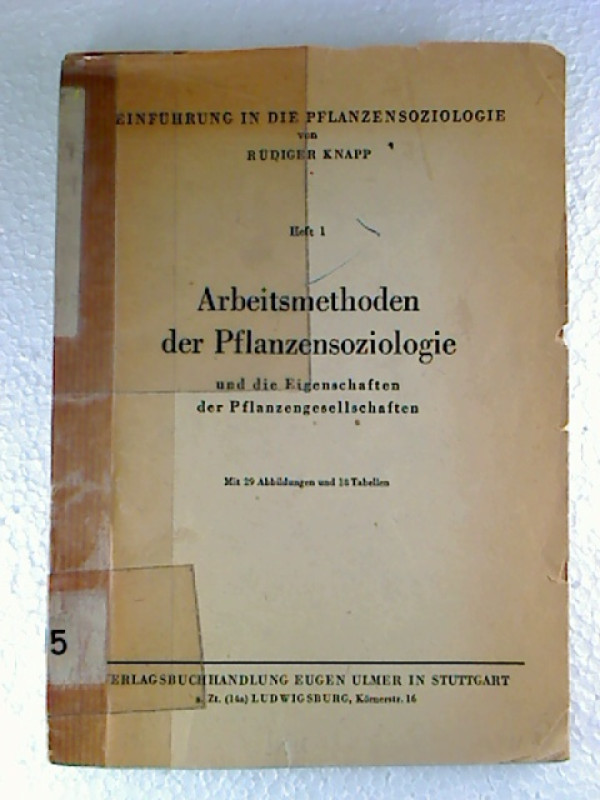 EINFÜHRUNG IN DIE PFLANZENSOZIOLOGIE
von
RÜDIGER KNAPP
Heft 1
Arbeitsmethoden
der Pflanzensoziologie
und die Eigenschaften
der Pflanzengesellschaften
Mit 29 Abbildungen und 18 Tabellen
5
VERLAGSBUCHHANDLUNG EUGEN ULMER IN STUTTGART
z. Zt. (14a) LUDWIGSBURG, Körnerstr. 16